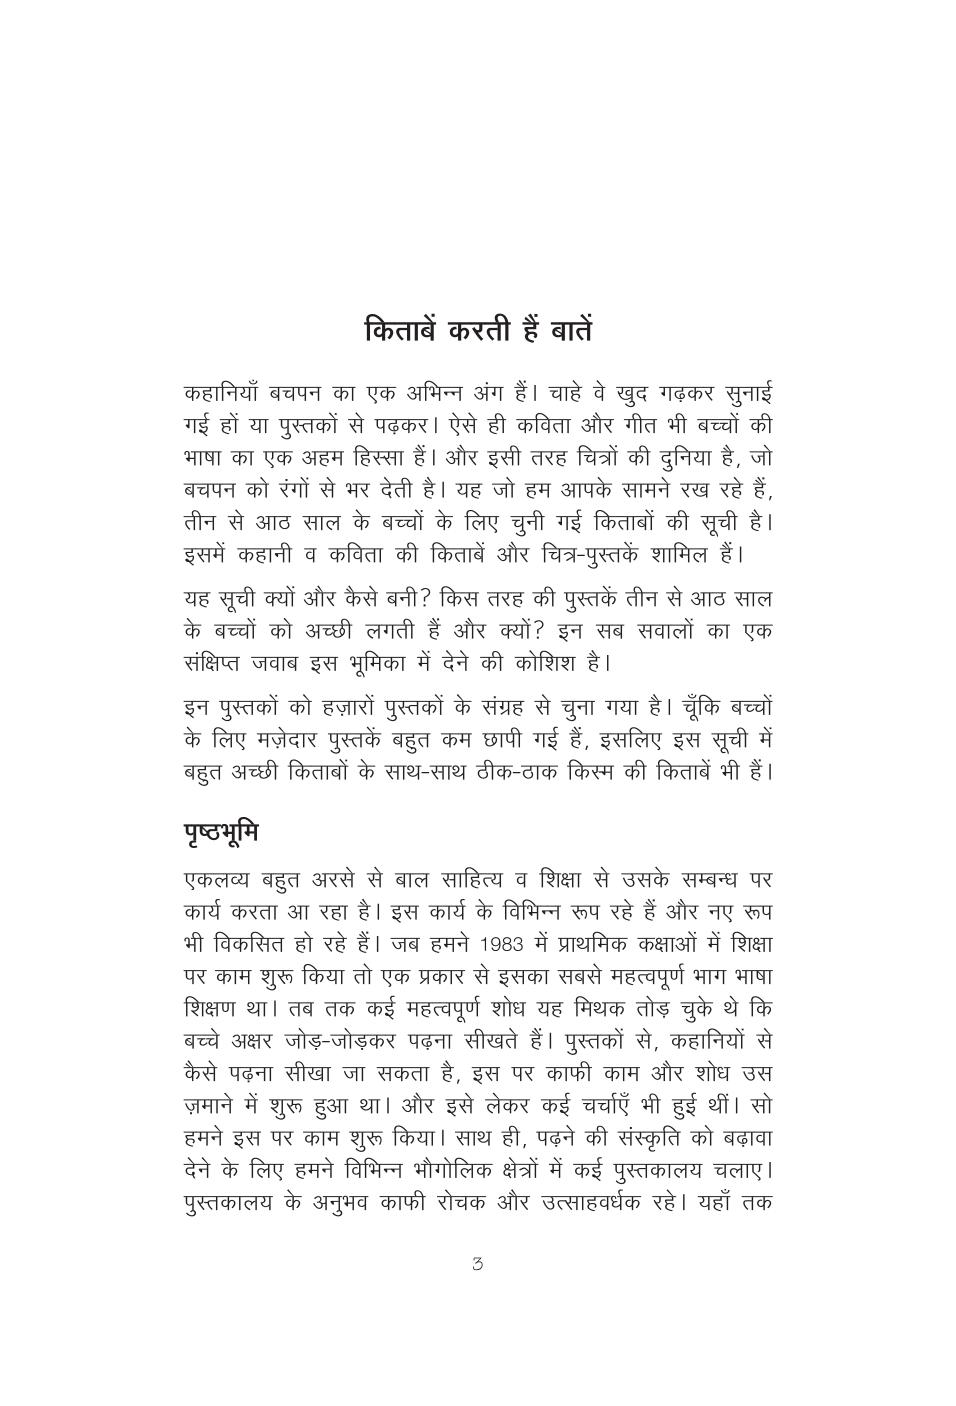 किताबें करती हैं बातें
कहानियाँ बचपन का एक अभिन्न अंग हैं। चाहे वे खुद गढ़कर सुनाई
गई हों या पुस्तकों से पढ़कर। ऐसे ही कविता और गीत भी बच्चों की
भाषा का एक अहम हिस्सा हैं। और इसी तरह चित्रों की दुनिया है, जो
बचपन को रंगों से भर देती है। यह जो हम आपके सामने रख रहे हैं,
तीन से आठ साल के बच्चों के लिए चुनी गई किताबों की सूची है।
इसमें कहानी व कविता की किताबें और चित्र-पुस्तकें शामिल हैं।
यह सूची क्यों और कैसे बनी? किस तरह की पुस्तकें तीन से आठ साल
के बच्चों को अच्छी लगती हैं और क्यों? इन सब सवालों का एक
संक्षिप्त जवाब इस भूमिका में देने की कोशिश है।
इन पुस्तकों को हज़ारों पुस्तकों के संग्रह से चुना गया है। चूँकि बच्चों
के लिए मज़ेदार पुस्तकें बहुत कम छापी गई हैं, इसलिए इस सूची में
बहुत अच्छी किताबों के साथ-साथ ठीक-ठाक किस्म की किताबें भी हैं।
पृष्ठभूमि
एकलव्य बहुत अरसे से बाल साहित्य व शिक्षा से उसके सम्बन्ध पर
कार्य करता आ रहा है। इस कार्य के विभिन्न रूप रहे हैं और नए रूप
भी विकसित हो रहे हैं। जब हमने 1983 में प्राथमिक कक्षाओं में शिक्षा
पर काम शुरू किया तो एक प्रकार से इसका सबसे महत्वपूर्ण भाग भाषा
शिक्षण था। तब तक कई महत्वपूर्ण शोध यह मिथक तोड़ चुके थे कि
बच्चे अक्षर जोड़-जोड़कर पढ़ना सीखते हैं। पुस्तकों से, कहानियों से
कैसे पढ़ना सीखा जा सकता है, इस पर काफी काम और शोध उस
ज़माने में शुरू हुआ था। और इसे लेकर कई चर्चाएँ भी हुई थीं। सो
हमने इस पर काम शुरू किया। साथ ही, पढ़ने की संस्कृति को बढ़ावा
देने के लिए हमने विभिन्न भौगोलिक क्षेत्रों में कई पुस्तकालय चलाए।
पुस्तकालय के अनुभव काफी रोचक और उत्साहवर्धक रहे। यहाँ तक
3